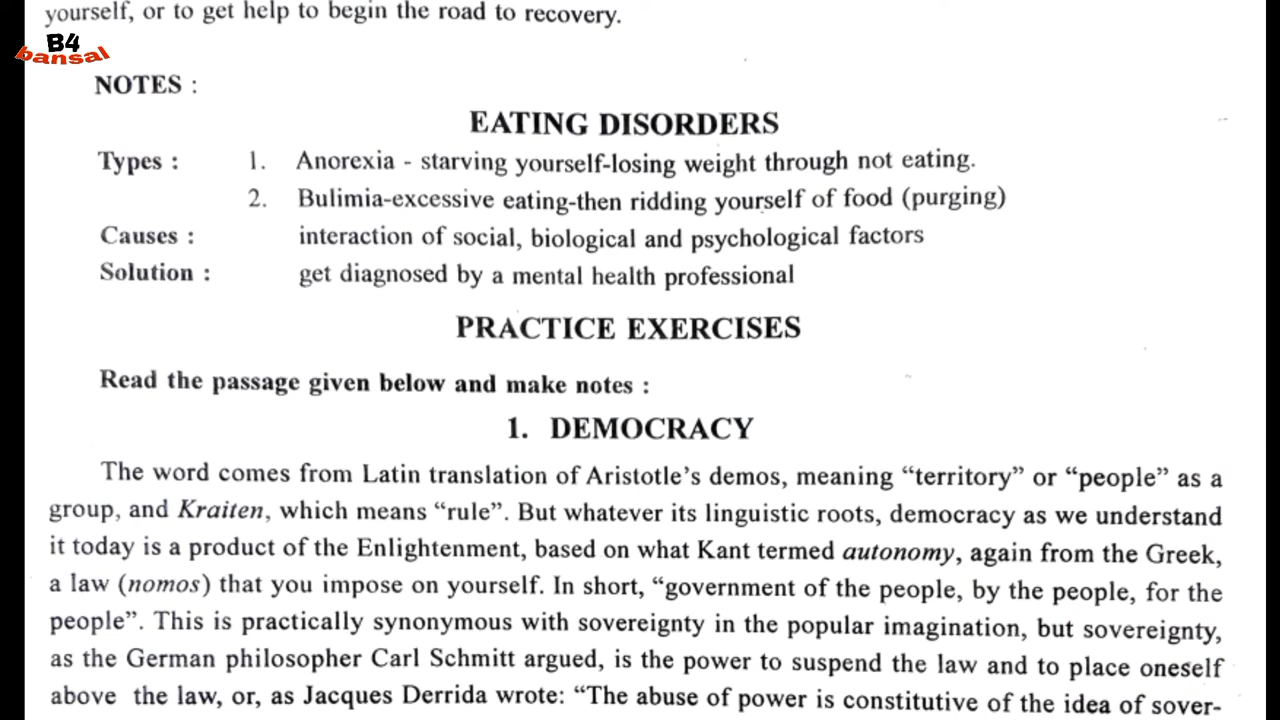 yourself, or to get help to begin the road to recovery.
B4
bansal
NOTES :
EATING DISORDERS
Types : 1. Anorexia - starving yourself-losing weight through not eating.
2. Bulimia-excessive eating-then ridding yourself of food (purging)
Causes : interaction of social, biological and psychological factors
Solution : get diagnosed by a mental health professional
PRACTICE EXERCISES
Read the passage given below and make notes :
1. DEMOCRACY
The word comes from Latin translation of Aristotle's demos, meaning "territory" or "people" as a
group, and Kraiten, which means "rule". But whatever its linguistic roots, democracy as we understand
it today is a product of the Enlightenment, based on what Kant termed autonomy, again from the Greek,
a law (nomos) that you impose on yourself. In short, "government of the people, by the people, for the
people". This is practically synonymous with sovereignty in the popular imagination, but sovereignty,
as the German philosopher Carl Schmitt argued, is the power to suspend the law and to place oneself
above the law, or, as Jacques Derrida wrote: "The abuse of power is constitutive of the idea of sover-